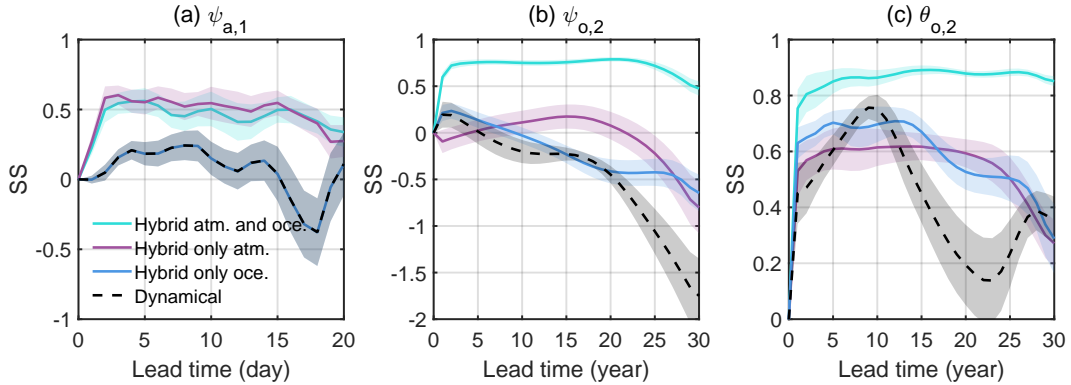 (a) ψa,1
1
0.5
0
-0.5
-1
SS
0 5 10 15 20
Lead time (day)
Hybrid atm. and oce.
Hybrid only atm.
Hybrid only oce.
Dynamical
(b) ψo,2
1
0.5
0
-0.5
-1
-1.5
-2
SS
0 5 10 15 20 25 30
Lead time (year)
(c) θo,2
1
0.8
0.6
0.4
0.2
0
SS
0 5 10 15 20 25 30
Lead time (year)